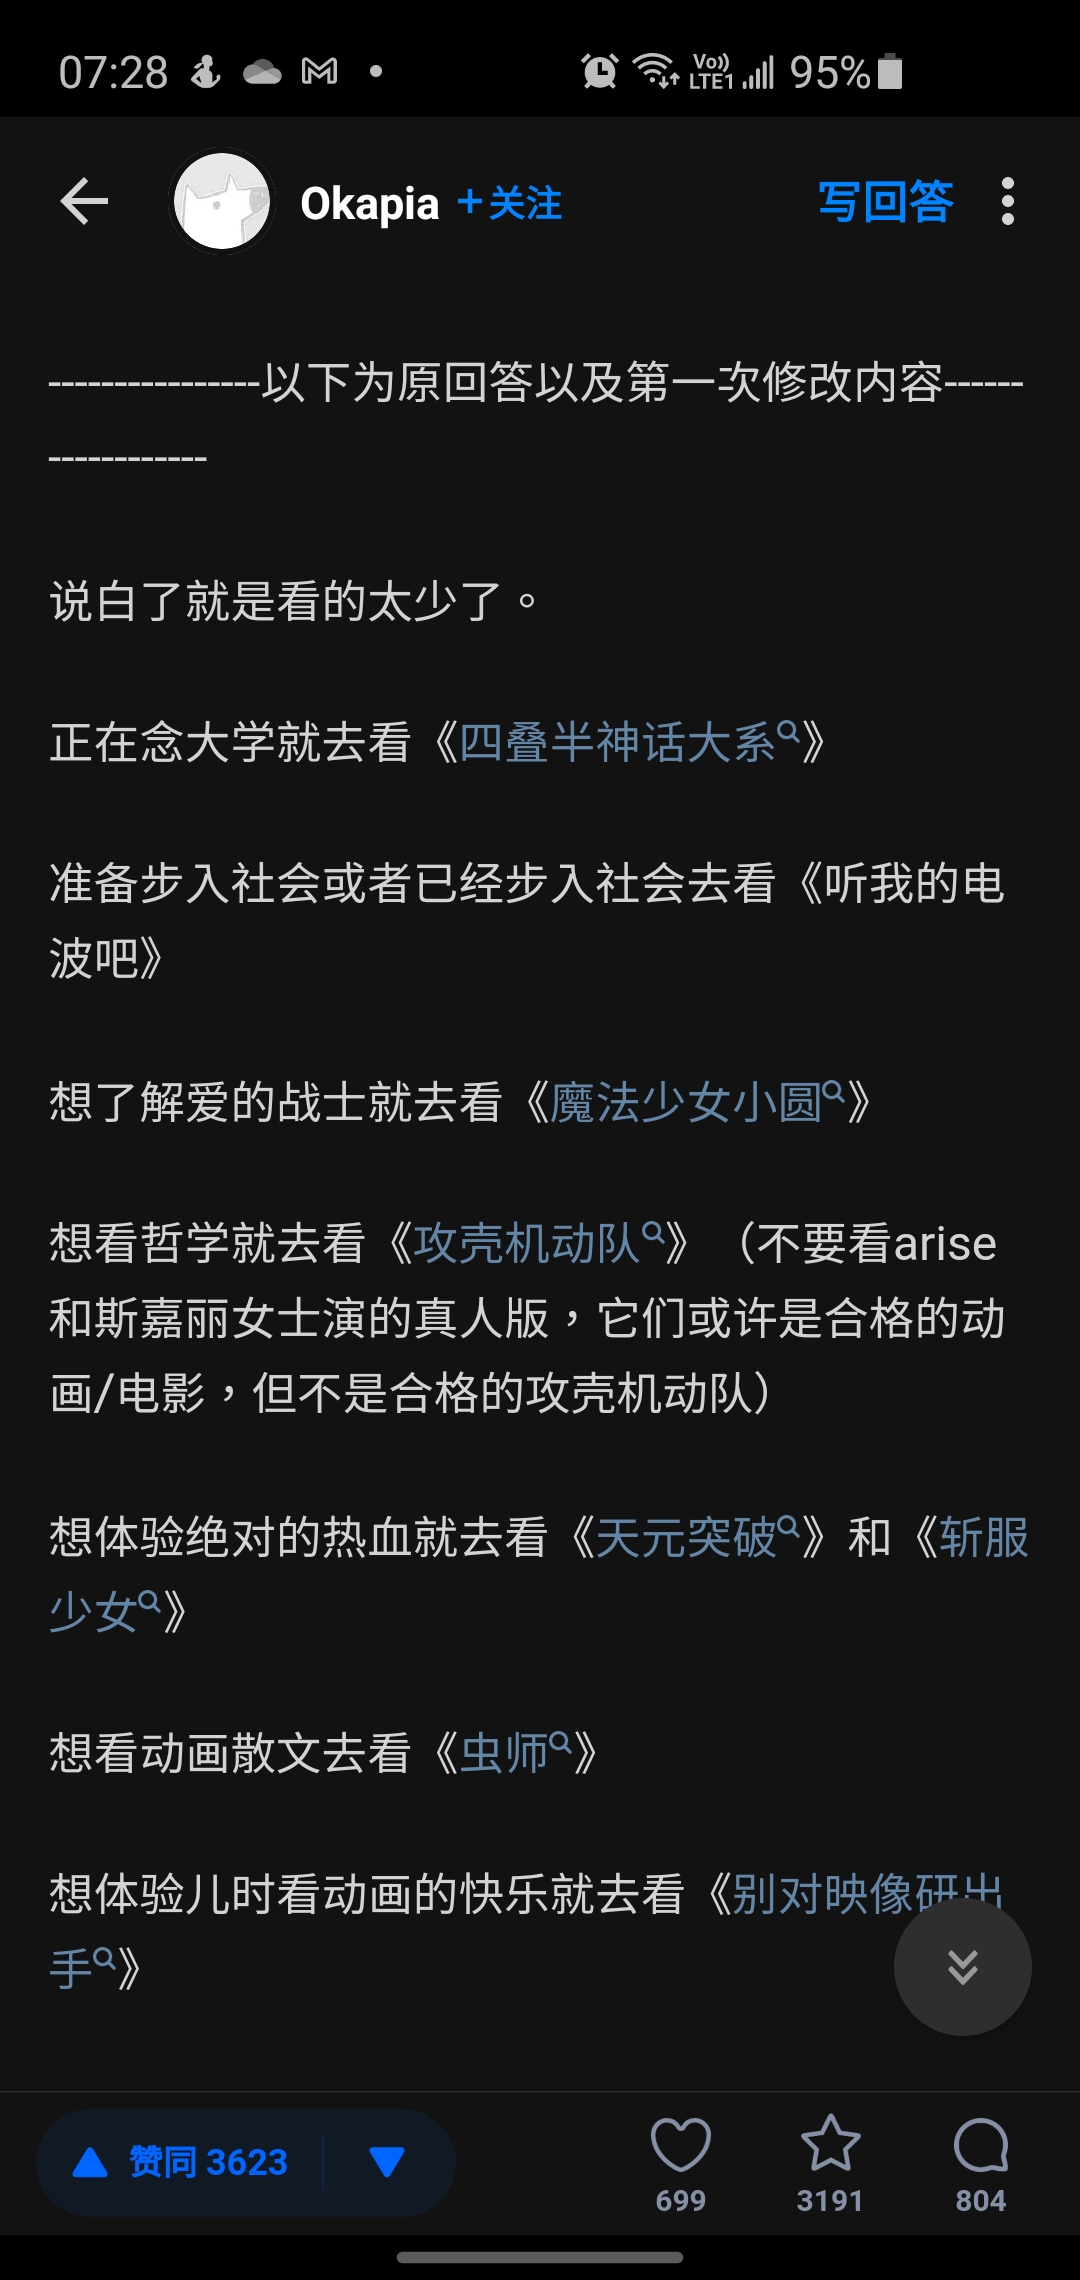 07:28
Vo)) LTE1 95%
Okapia +关注 写回答
----------------以下为原回答以及第一次修改内容------
------------
说白了就是看的太少了。
正在念大学就去看《四叠半神话大系》
准备步入社会或者已经步入社会去看《听我的电
波吧》
想了解爱的战士就去看《魔法少女小圆》
想看哲学就去看《攻壳机动队》（不要看arise
和斯嘉丽女士演的真人版，它们或许是合格的动
画/电影，但不是合格的攻壳机动队）
想体验绝对的热血就去看《天元突破》和《斩服
少女》
想看动画散文去看《虫师》
想体验儿时看动画的快乐就去看《别对映像研出
手》
赞同 3623
699 3191 804